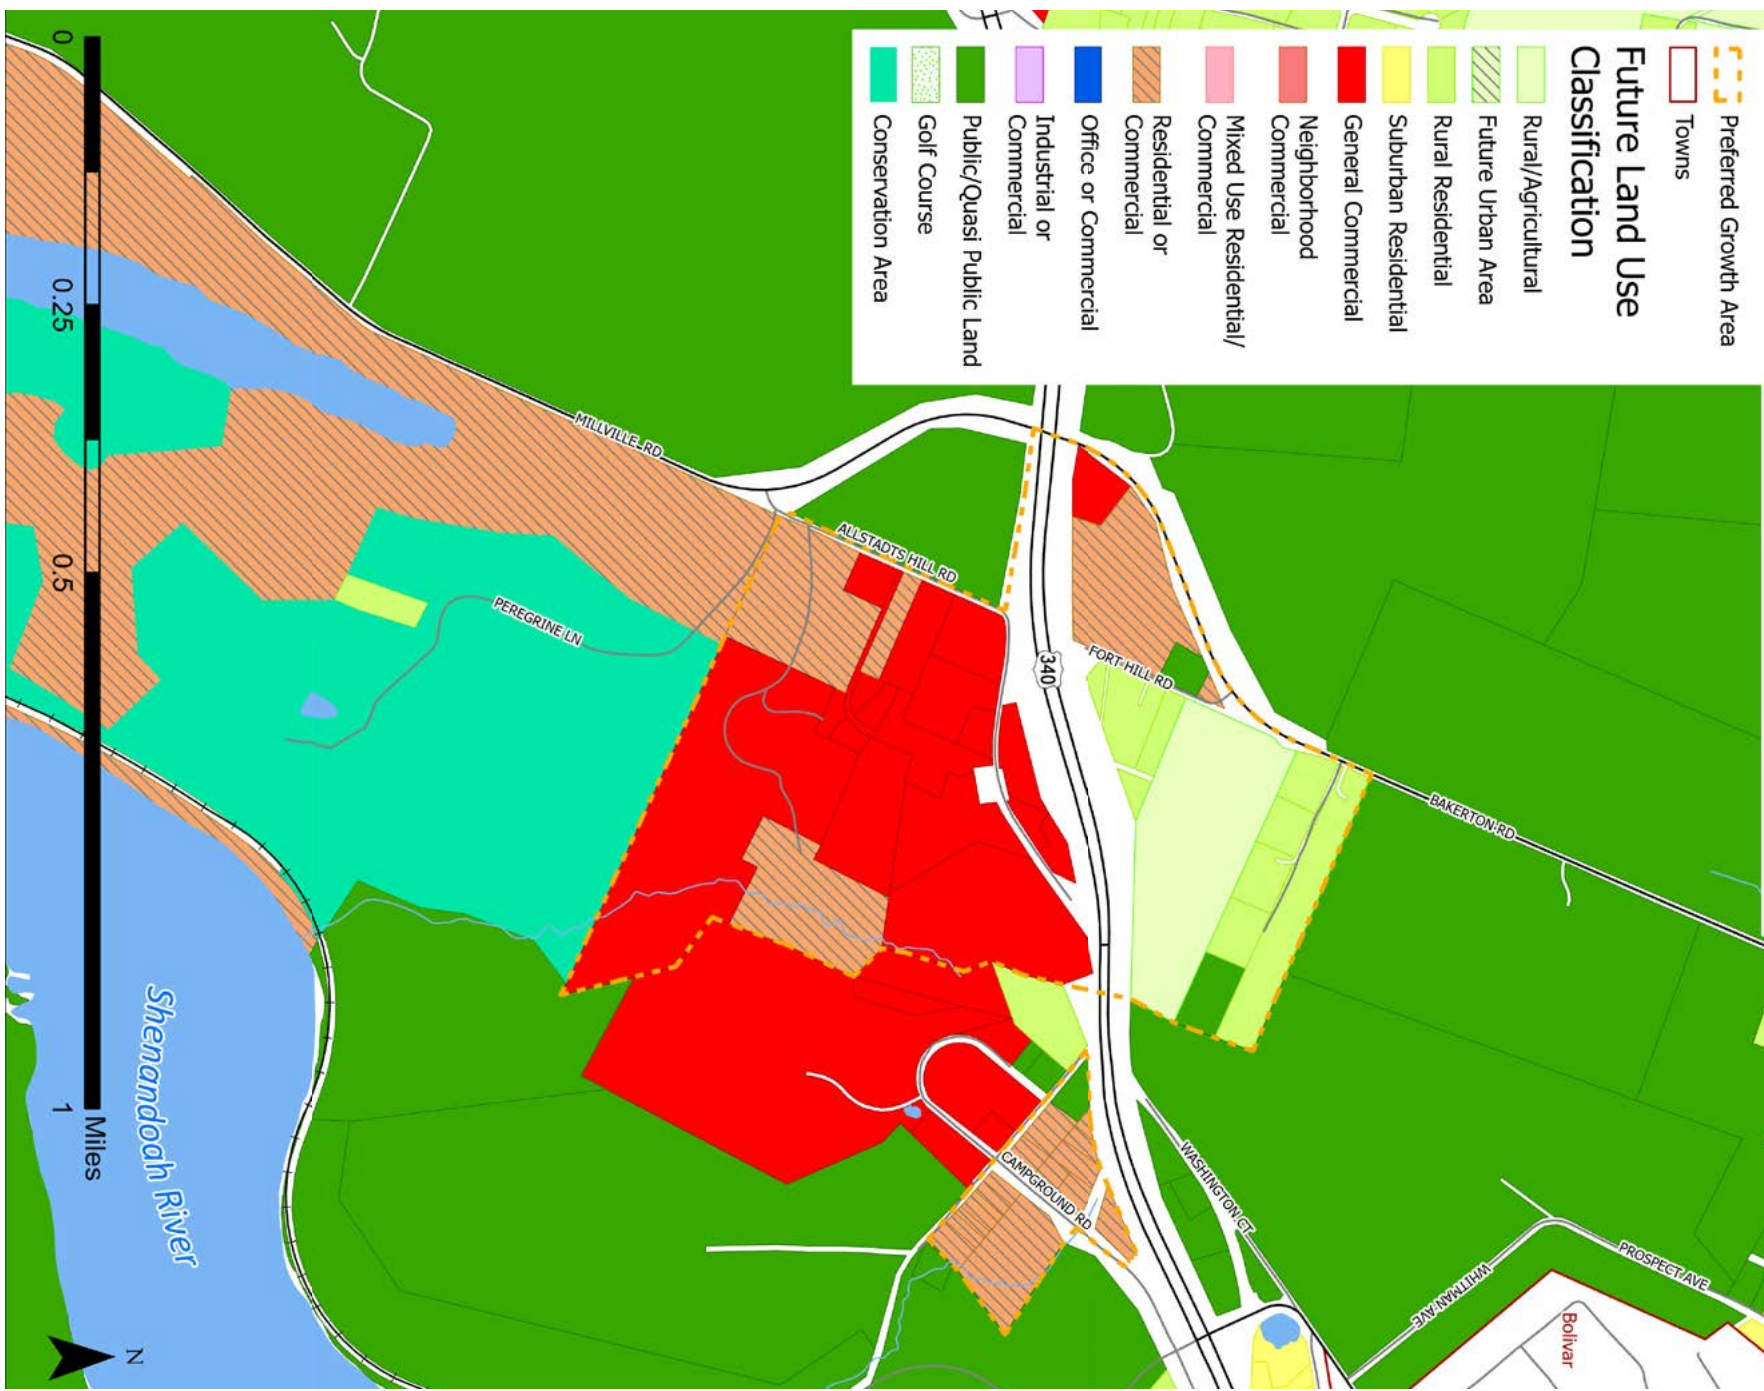 Preferred Growth Area
Towns
Future Land Use
Classification
Rural/Agricultural
Future Urban Area
Rural Residential
Suburban Residential
General Commercial
Neighborhood
Commercial
Mixed Use Residential/
Commercial
Residential or
Commercial
Office or Commercial
Industrial or
Commercial
Public/Quasi Public Land
Golf Course
Conservation Area
BAKERTON RD
FORT HILL RD
340
ALLSTADTS HILL RD
MILLVILLE RD
PEREGRINE LN
PROSPECT AVE
WHITMAN AVE
Bolivar
WASHINGTON CT
CAMPGROUND RD
Shenandoah River
0
0.25
0.5
1
Miles
N